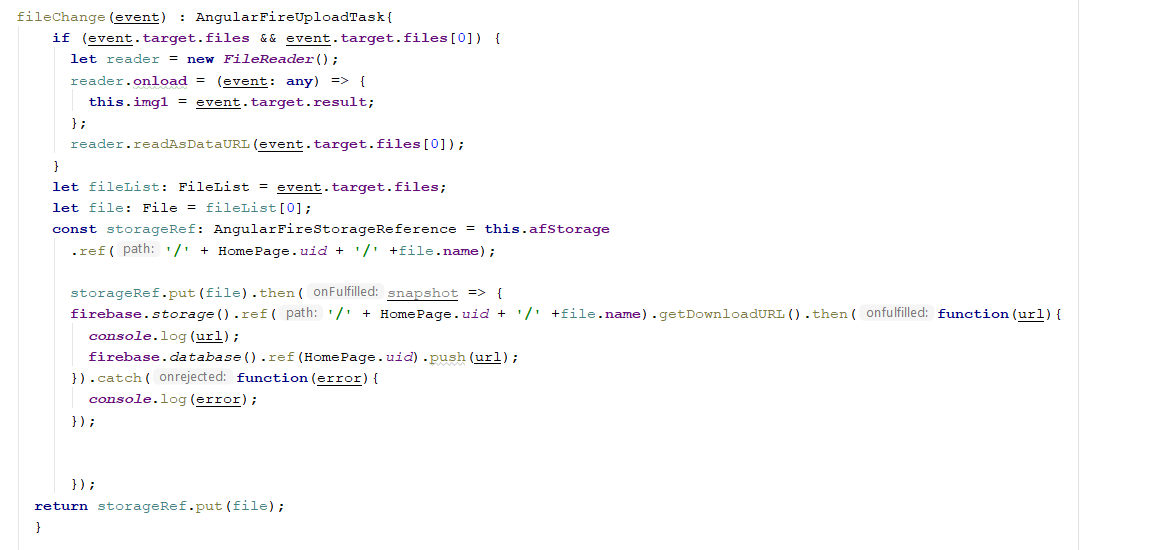 fileChange(event) : AngularFireUploadTask{
if (event.target.files && event.target.files[0]) {
let reader = new FileReader();
reader.onload = (event: any) => {
this.img1 = event.target.result;
};
reader.readAsDataURL(event.target.files[0]);
}
let fileList: FileList = event.target.files;
let file: File = fileList[0];
const storageRef: AngularFireStorageReference = this.afStorage
.ref( path: '/' + HomePage.uid + '/' +file.name);
storageRef.put(file).then( onFulfilled: snapshot => {
firebase.storage().ref( path: '/' + HomePage.uid + '/' +file.name).getDownloadURL().then( onfulfilled: function(url){
console.log(url);
firebase.database().ref(HomePage.uid).push(url);
}).catch( onrejected: function(error){
console.log(error);
});
});
return storageRef.put(file);
}